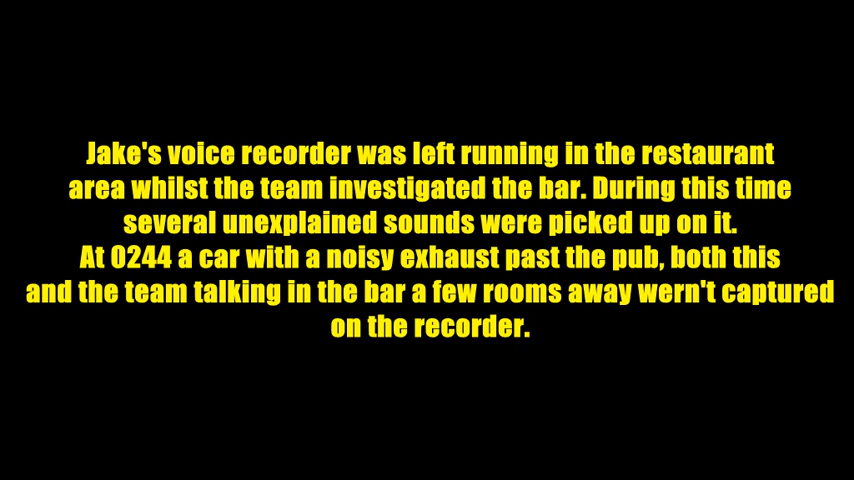 Jake's voice recorder was left running in the restaurant
area whilst the team investigated the bar. During this time
several unexplained sounds were picked up on it.
At 0244 a car with a noisy exhaust past the pub, both this
and the team talking in the bar a few rooms away wern't captured
on the recorder.